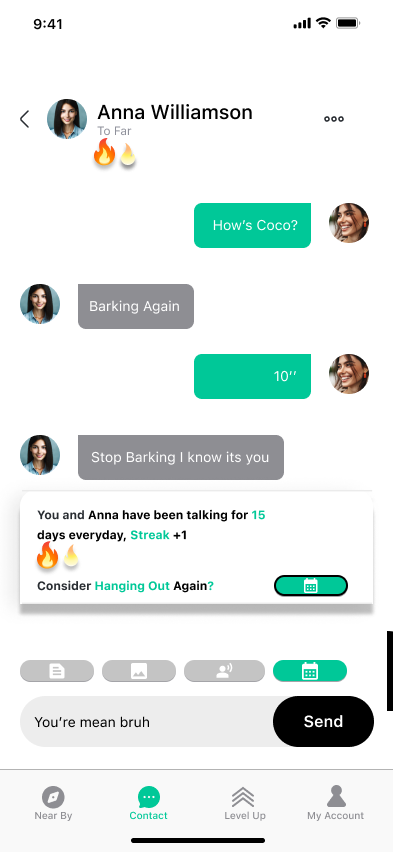 9:41
Anna Williamson
To Far
How's Coco?
Barking Again
10’’
Stop Barking I know its you
You and Anna have been talking for 15
days everyday, Streak +1
Consider Hanging Out Again?
You're mean bruh
Send
Near By
Contact
Level Up
My Account